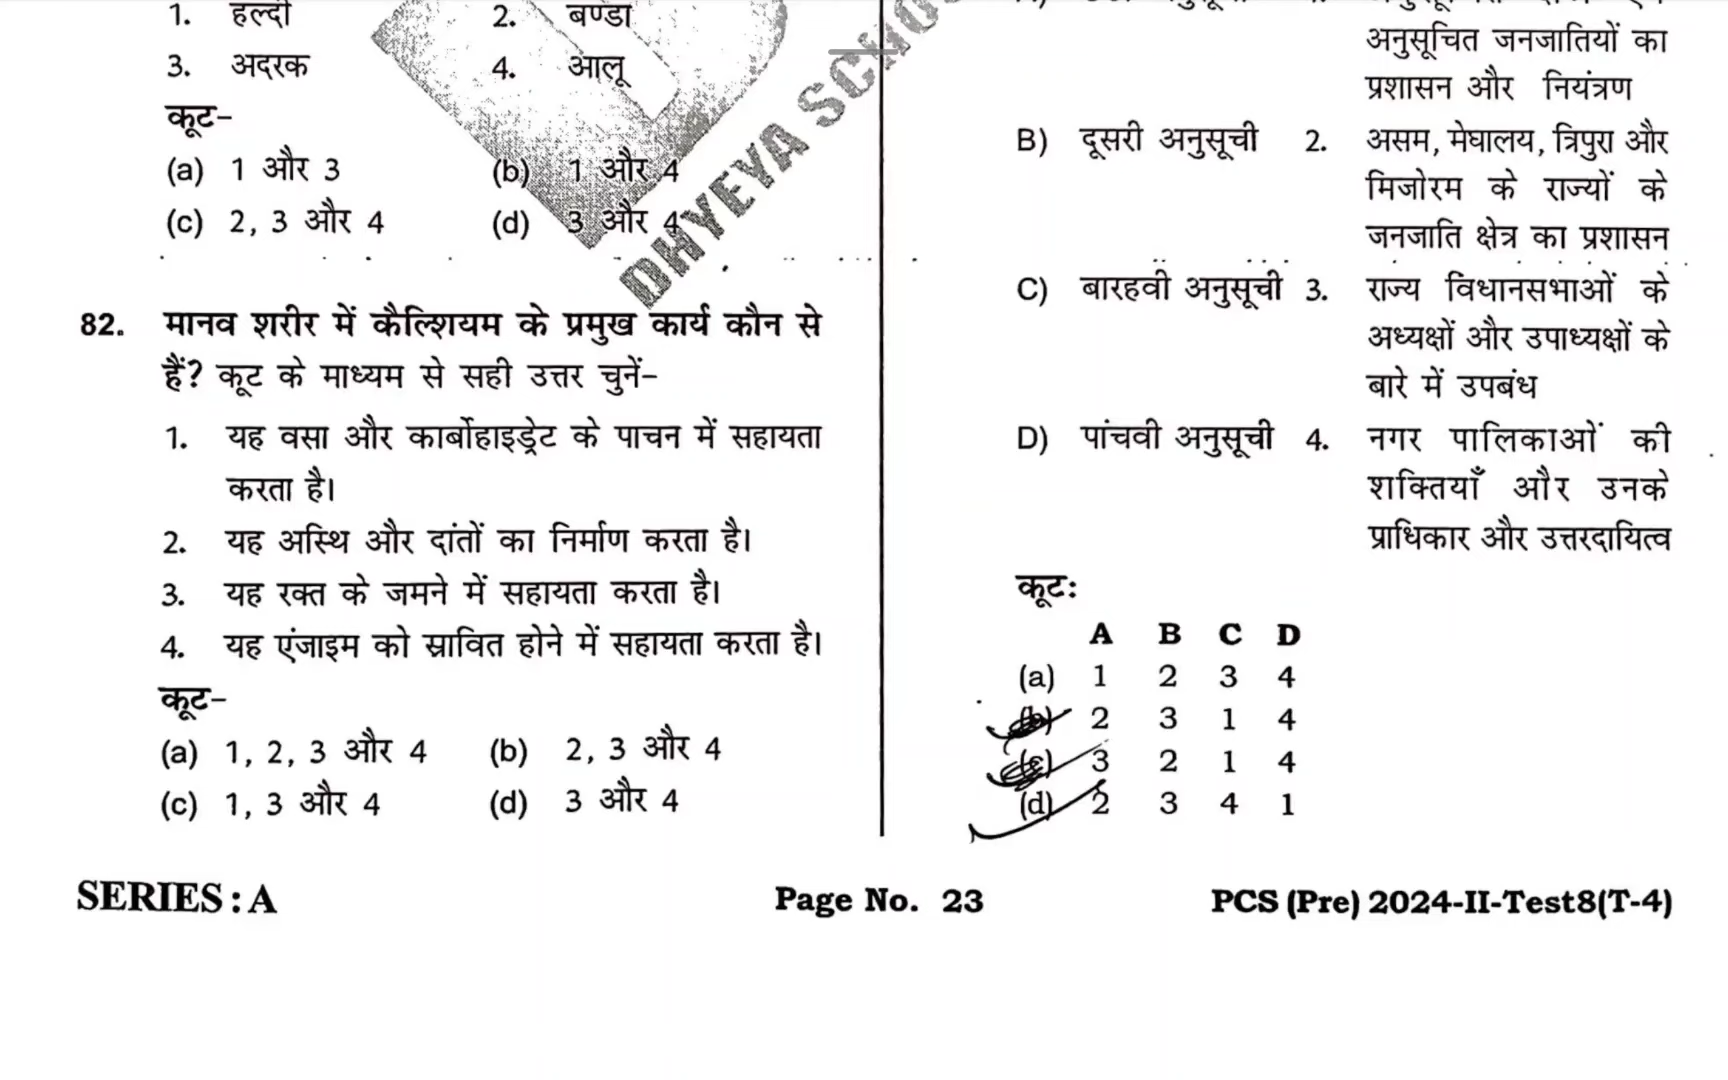 1. हल्दी 2. बण्डा
3. अदरक 4. आलू
कूट–
(a) 1 और 3 (b) 1 और 4
(c) 2, 3 और 4 (d) 3 और 4
82. मानव शरीर में कैल्शियम के प्रमुख कार्य कौन से
हैं? कूट के माध्यम से सही उत्तर चुनें–
1. यह वसा और कार्बोहाइड्रेट के पाचन में सहायता
करता है।
2. यह अस्थि और दांतों का निर्माण करता है।
3. यह रक्त के जमने में सहायता करता है।
4. यह एंजाइम को स्रावित होने में सहायता करता है।
कूट–
(a) 1, 2, 3 और 4 (b) 2, 3 और 4
(c) 1, 3 और 4 (d) 3 और 4
DHYEYA
अनुसूचित जनजातियों का
प्रशासन और नियंत्रण
B) दूसरी अनुसूची 2. असम, मेघालय, त्रिपुरा और
मिजोरम के राज्यों के
जनजाति क्षेत्र का प्रशासन
C) बारहवी अनुसूची 3. राज्य विधानसभाओं के
अध्यक्षों और उपाध्यक्षों के
बारे में उपबंध
D) पांचवी अनुसूची 4. नगर पालिकाओं की
शक्तियाँ और उनके
प्राधिकार और उत्तरदायित्व
कूट:
A B C D
(a) 1 2 3 4
(b) 2 3 1 4
(c) 3 2 1 4
(d) 2 3 4 1
SERIES : A Page No. 23 PCS (Pre) 2024-II-Test8(T-4)